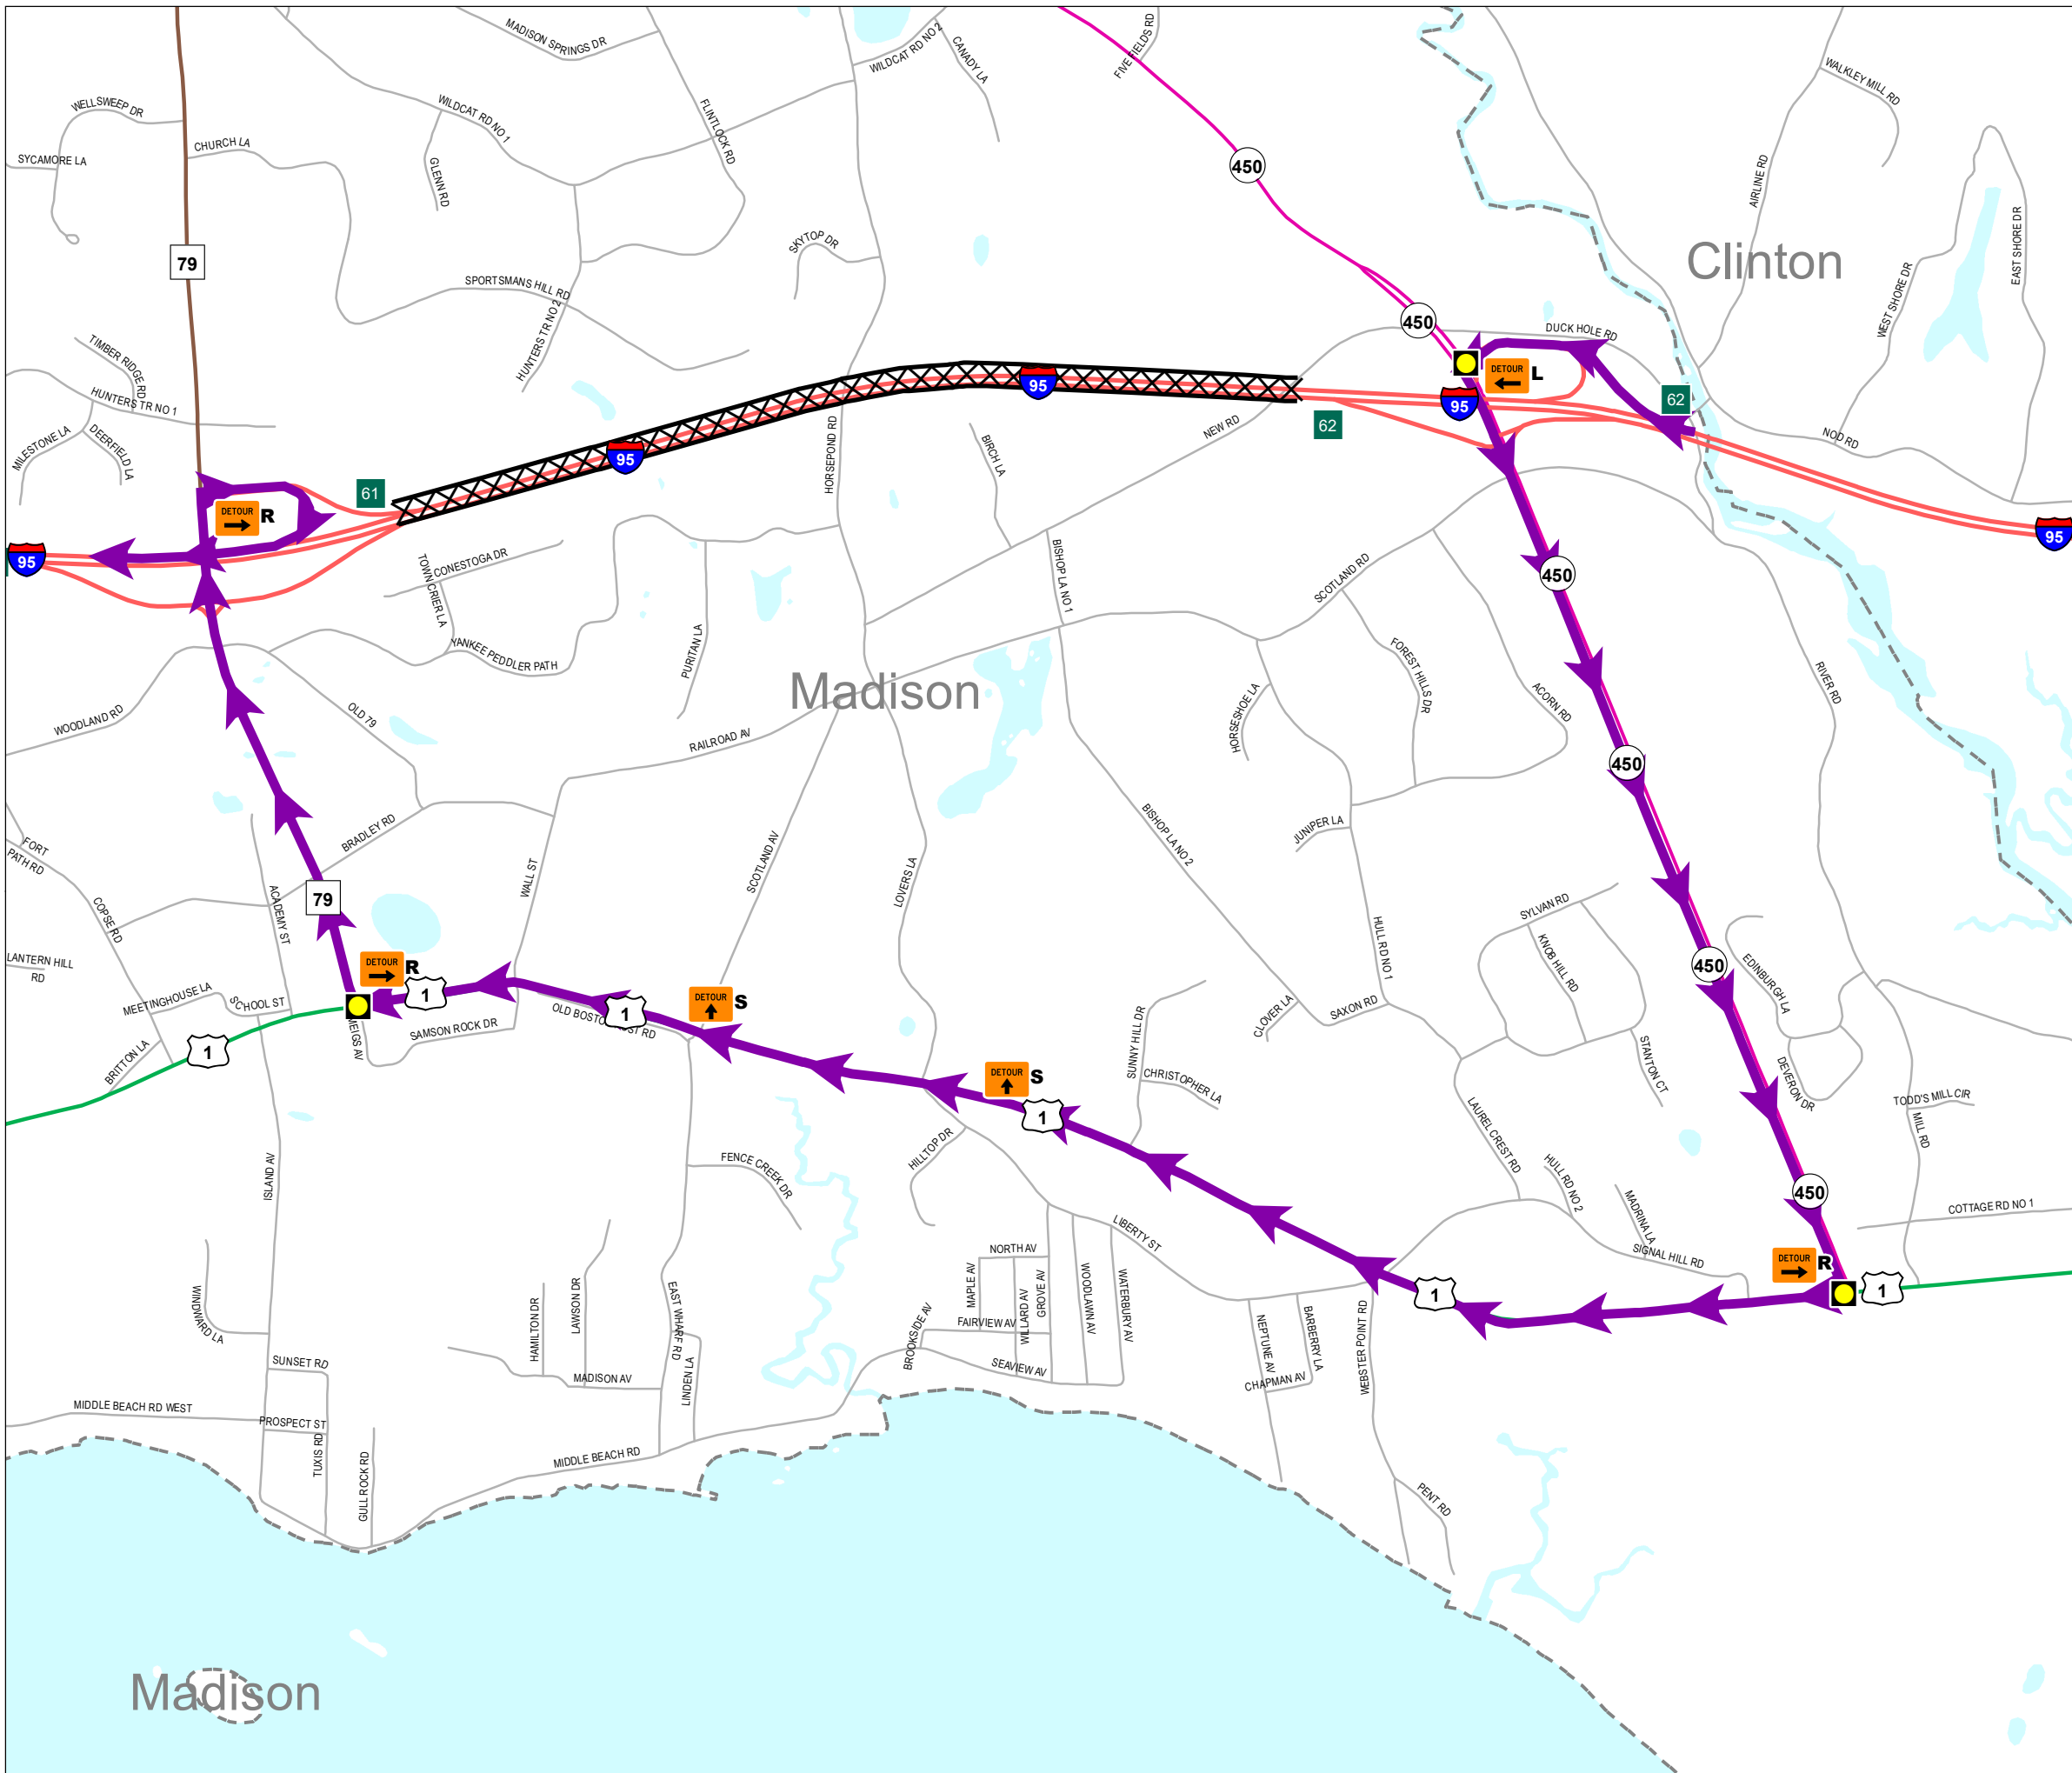 MADISON SPRINGS DR
WILDCAT RD NO 2
CANADY LA
FIVE FIELDS RD
WALKLEY MILL RD
WELLSWEEP DR
WILDCAT RD NO 1
FLINTLOCK RD
CHURCH LA
SYCAMORE LA
GLENN RD
450
AIRLINE RD
EAST SHORE DR
SKYTOP DR
79
Clinton
WEST SHORE DR
SPORTSMANS HILL RD
HUNTERS TR NO 2
450
DUCK HOLE RD
TIMBER RIDGE RD
DETOUR
L
95
95
62
HUNTERS TR NO 1
62
MILESTONE LA
DEERFIELD LA
HORSEPOND RD
BIRCH LA
NEW RD
NOD RD
95
61
DETOUR
R
95
95
CONESTOGA DR
TOWN CRIER LA
BISHOP LA NO 1
SCOTLAND RD
450
YANKEE PEDDLER PATH
PURITAN LA
FOREST HILLS DR
Madison
ACORN RD
RIVER RD
HORSESHOE LA
WOODLAND RD
OLD 79
RAILROAD AV
450
BRADLEY RD
BISHOP LA NO 2
JUNIPER LA
FORT
PATH RD
WALL ST
SCOTLAND AV
LOVERS LA
79
COPSE RD
ACADEMY ST
SYLVAN RD
HULL RD NO 1
KNOB HILL RD
450
EDINBURGH LA
LANTERN HILL
RD
DETOUR
R
1
MEETINGHOUSE LA
SCHOOL ST
DETOUR
S
1
OLD BOSTON POST RD
SAMSON ROCK DR
MEIGS AV
CLOVER LA
SAXON RD
1
BRITTON LA
SUNNY HILL DR
STANTON CT
DETOUR
S
CHRISTOPHER LA
DEVERON DR
TODD'S MILL CIR
1
MILL RD
LAUREL CREST RD
HILLTOP DR
FENCE CREEK DR
ISLAND AV
HULL RD NO 2
450
MADRINA LA
COTTAGE RD NO 1
LIBERTY ST
NORTH AV
SIGNAL HILL RD
DETOUR
R
1
1
MAPLE AV
WILLARD AV
GROVE AV
WOODLAWN AV
WATERBURY AV
WINDWARD LA
HAMILTON DR
LAWSON DR
EAST WHARF RD
BROOKSIDE AV
FAIRVIEW AV
NEPTUNE AV
BARBERRY LA
WEBSTER POINT RD
SUNSET RD
SEAVIEW AV
MADISON AV
LINDEN LA
CHAPMAN AV
MIDDLE BEACH RD WEST
PROSPECT ST
TUXIS RD
GULL ROCK RD
MIDDLE BEACH RD
PENT RD
Madison